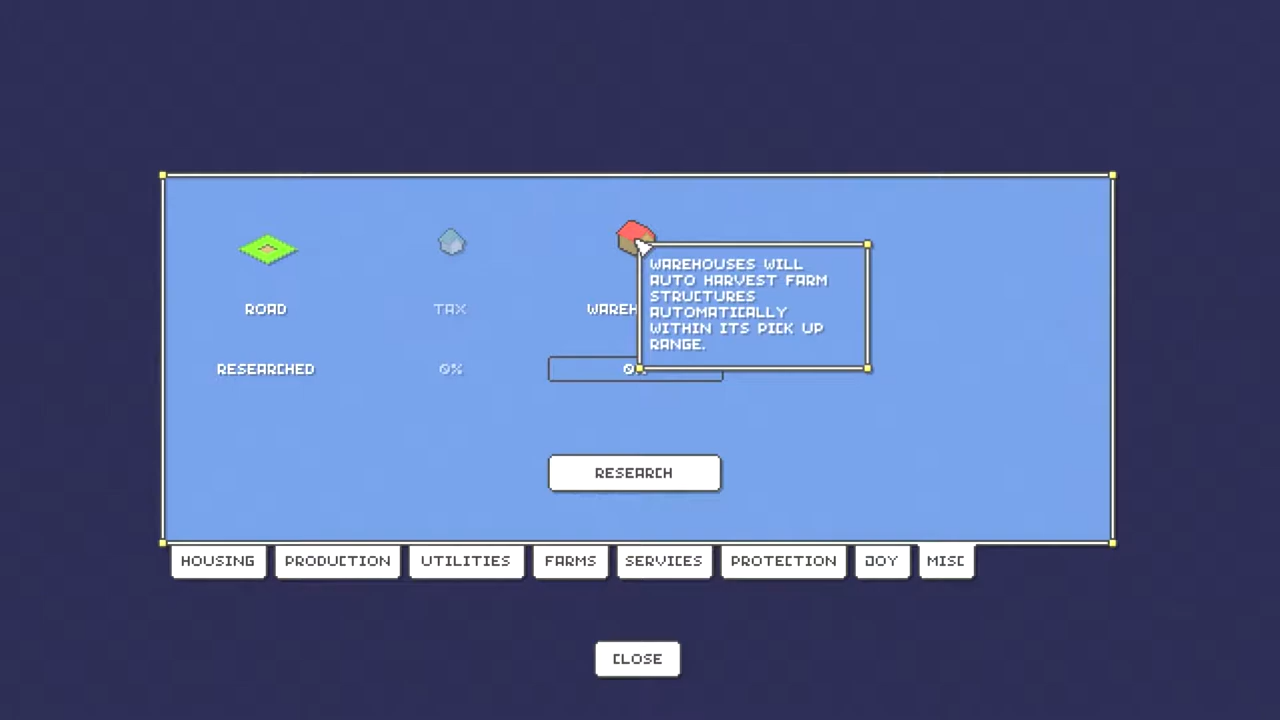 WAREHOUSES WILL
AUTO HARVEST FARM
STRUCTURES
AUTOMATICALLY
WITHIN ITS PICK UP
RANGE.
ROAD
TAX
WAREH
RESEARCHED
0%
0
RESEARCH
HOUSING
PRODUCTION
UTILITIES
FARMS
SERVICES
PROTECTION
JOY
MISC
CLOSE